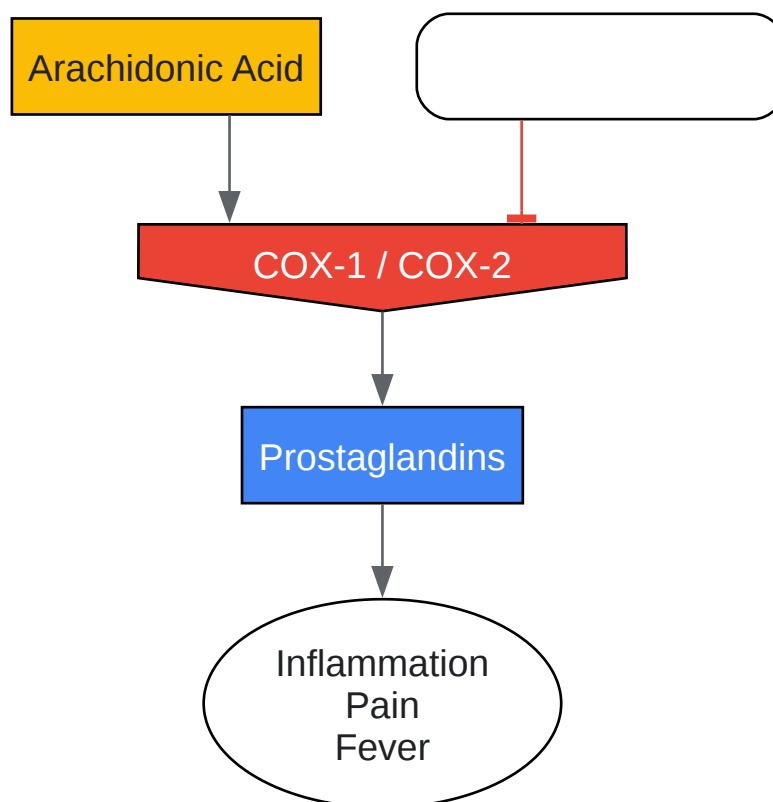 Arachidonic Acid
COX-1 / COX-2
Prostaglandins
Inflammation
Pain
Fever